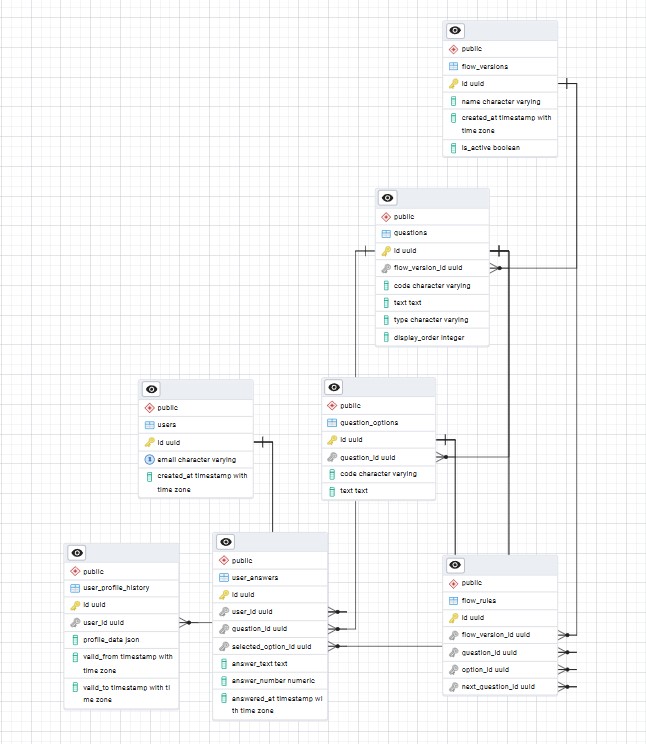 public
flow_versions
id uuid
name character varying
created_at timestamp with
time zone
is_active boolean
public
questions
id uuid
flow_version_id uuid
code character varying
text text
type character varying
display_order integer
public
users
id uuid
email character varying
created_at timestamp with
time zone
public
question_options
id uuid
question_id uuid
code character varying
text text
public
user_profile_history
id uuid
user_id uuid
profile_data json
valid_from timestamp with
time zone
valid_to timestamp with ti
me zone
public
user_answers
id uuid
user_id uuid
question_id uuid
selected_option_id uuid
answer_text text
answer_number numeric
answered_at timestamp wi
th time zone
public
flow_rules
id uuid
flow_version_id uuid
question_id uuid
option_id uuid
next_question_id uuid